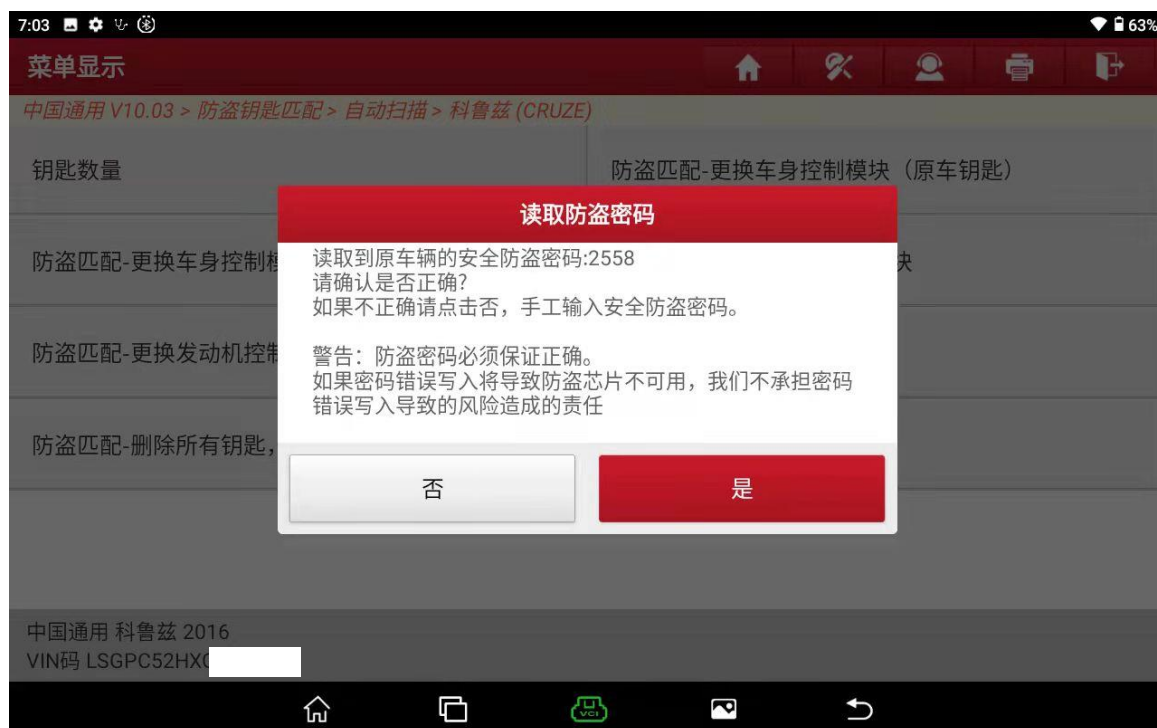 7:03
63%
菜单显示
中国通用 V10.03 > 防盗钥匙匹配 > 自动扫描 > 科鲁兹 (CRUZE)
钥匙数量
防盗匹配-更换车身控制模块（原车钥匙）
读取防盗密码
读取到原车辆的安全防盗密码:2558
请确认是否正确?
如果不正确请点击否，手工输入安全防盗密码。
警告：防盗密码必须保证正确。
如果密码错误写入将导致防盗芯片不可用，我们不承担密码
错误写入导致的风险造成的责任
防盗匹配-更换车身控制模
块
防盗匹配-更换发动机控制
防盗匹配-删除所有钥匙，
否
是
中国通用 科鲁兹 2016
VIN码 LSGPC52HX
VCI